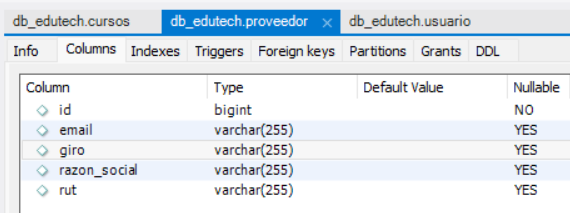 db_edutech.cursos db_edutech.proveedor × db_edutech.usuario
Info Columns Indexes Triggers Foreign keys Partitions Grants DDL
Column Type Default Value Nullable
id bigint NO
email varchar(255) YES
giro varchar(255) YES
razon_social varchar(255) YES
rut varchar(255) YES